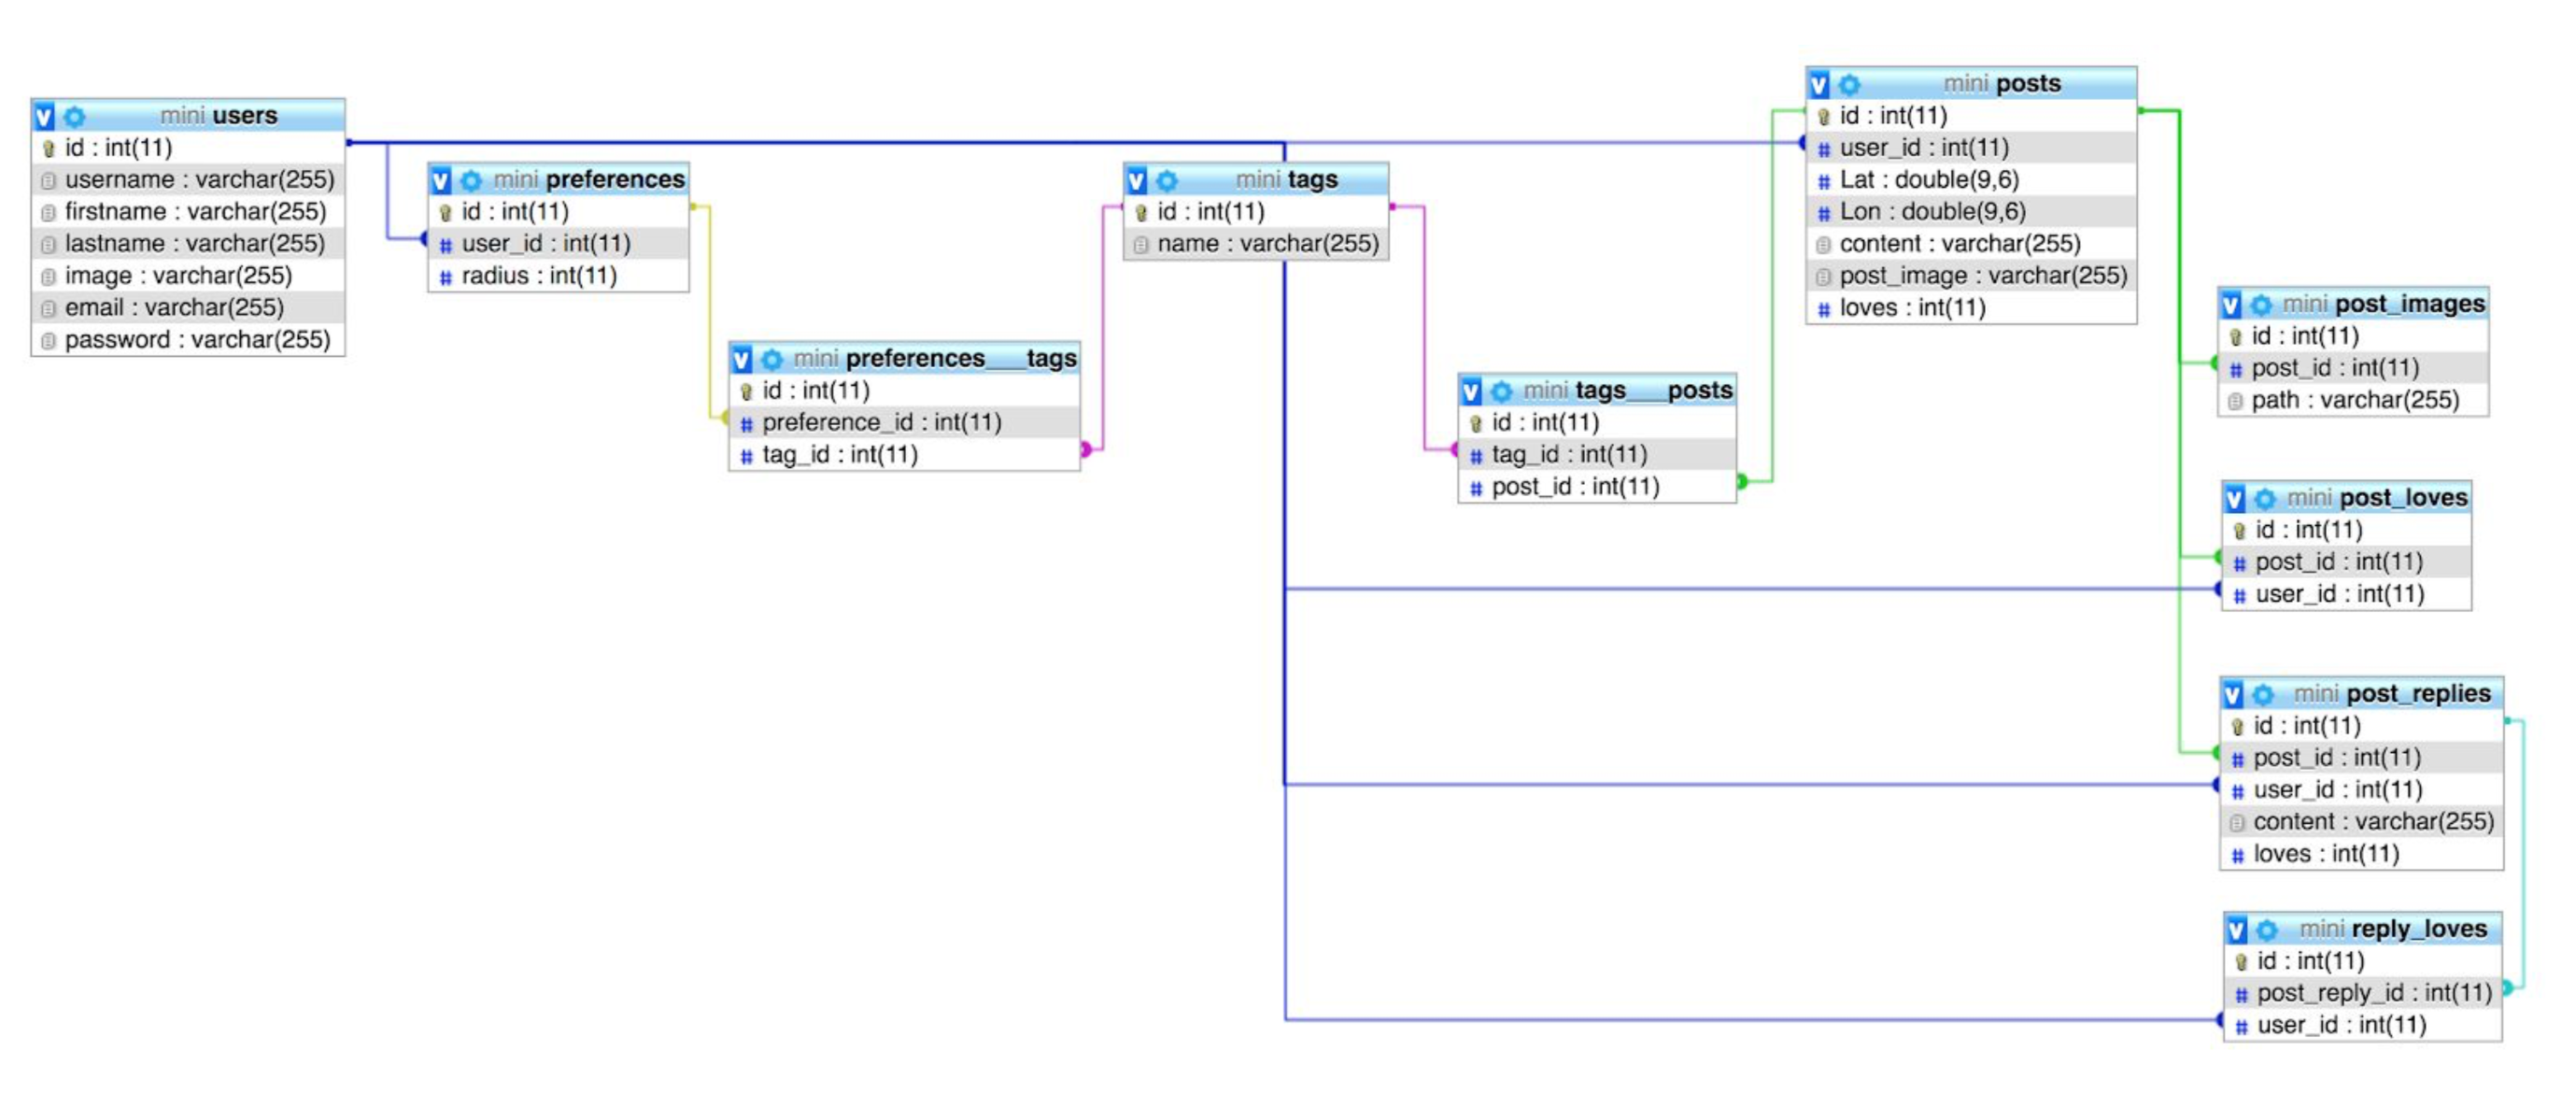 mini users
id : int(11)
username : varchar(255)
firstname : varchar(255)
lastname : varchar(255)
image : varchar(255)
email : varchar(255)
password : varchar(255)
mini preferences
id : int(11)
# user_id : int(11)
# radius : int(11)
mini preferences___tags
id : int(11)
# preference_id : int(11)
# tag_id : int(11)
mini tags
id : int(11)
name : varchar(255)
mini tags___posts
id : int(11)
# tag_id : int(11)
# post_id : int(11)
mini posts
id : int(11)
# user_id : int(11)
# Lat : double(9,6)
# Lon : double(9,6)
content : varchar(255)
post_image : varchar(255)
# loves : int(11)
mini post_images
id : int(11)
# post_id : int(11)
path : varchar(255)
mini post_loves
id : int(11)
# post_id : int(11)
# user_id : int(11)
mini post_replies
id : int(11)
# post_id : int(11)
# user_id : int(11)
content : varchar(255)
# loves : int(11)
mini reply_loves
id : int(11)
# post_reply_id : int(11)
# user_id : int(11)